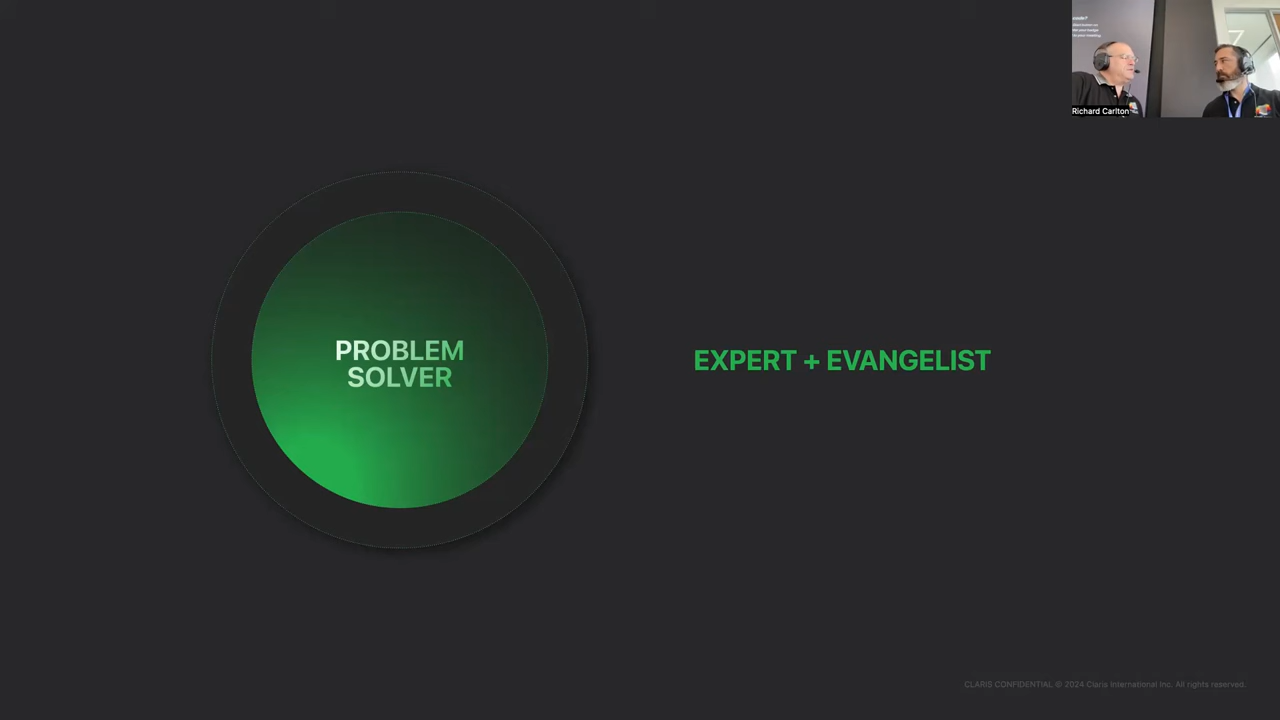 Richard Carlton
PROBLEM
SOLVER
EXPERT + EVANGELIST
CLARIS CONFIDENTIAL © 2024 Claris International Inc. All rights reserved.